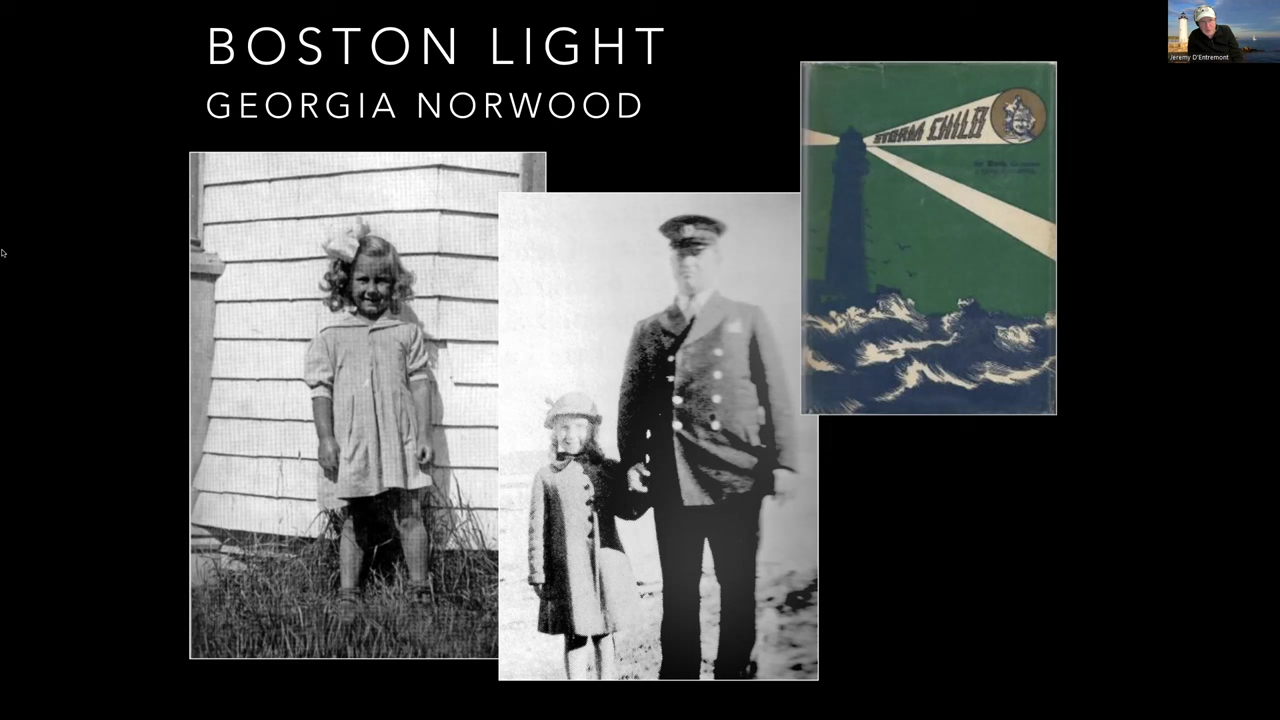 BOSTON LIGHT
GEORGIA NORWOOD
STORM CHILD
Jeremy D'Entremont